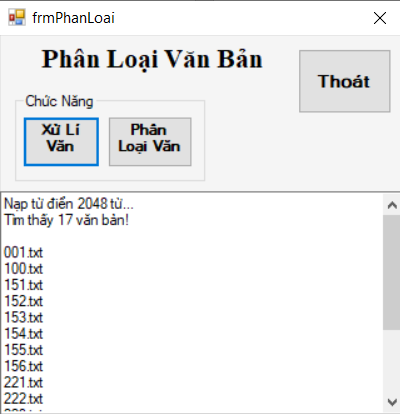 frmPhanLoai
Phân Loại Văn Bản
Thoát
Chức Năng
Xử Lí
Văn
Phân
Loại Văn
Nạp từ điển 2048 từ...
Tìm thấy 17 văn bản!
001.txt
100.txt
151.txt
152.txt
153.txt
154.txt
155.txt
156.txt
221.txt
222.txt